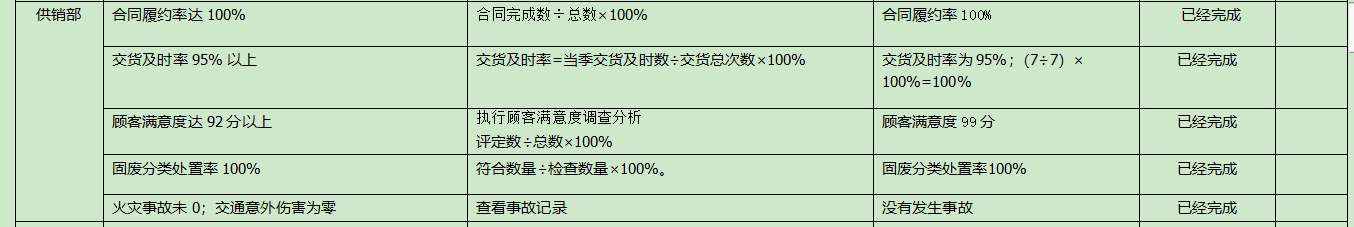 供销部
合同履约率达 100%
合同完成数÷总数×100%
合同履约率 100%
已经完成
交货及时率 95% 以上
交货及时率=当季交货及时数÷交货总次数×100%
交货及时率为 95%；(7÷7) ×
100%=100%
已经完成
顾客满意度达 92 分以上
执行顾客满意度调查分析
评定数÷总数×100%
顾客满意度 99 分
已经完成
固废分类处置率 100%
符合数量÷检查数量×100%。
固废分类处置率100%
已经完成
火灾事故未 0；交通意外伤害为零
查看事故记录
没有发生事故
已经完成